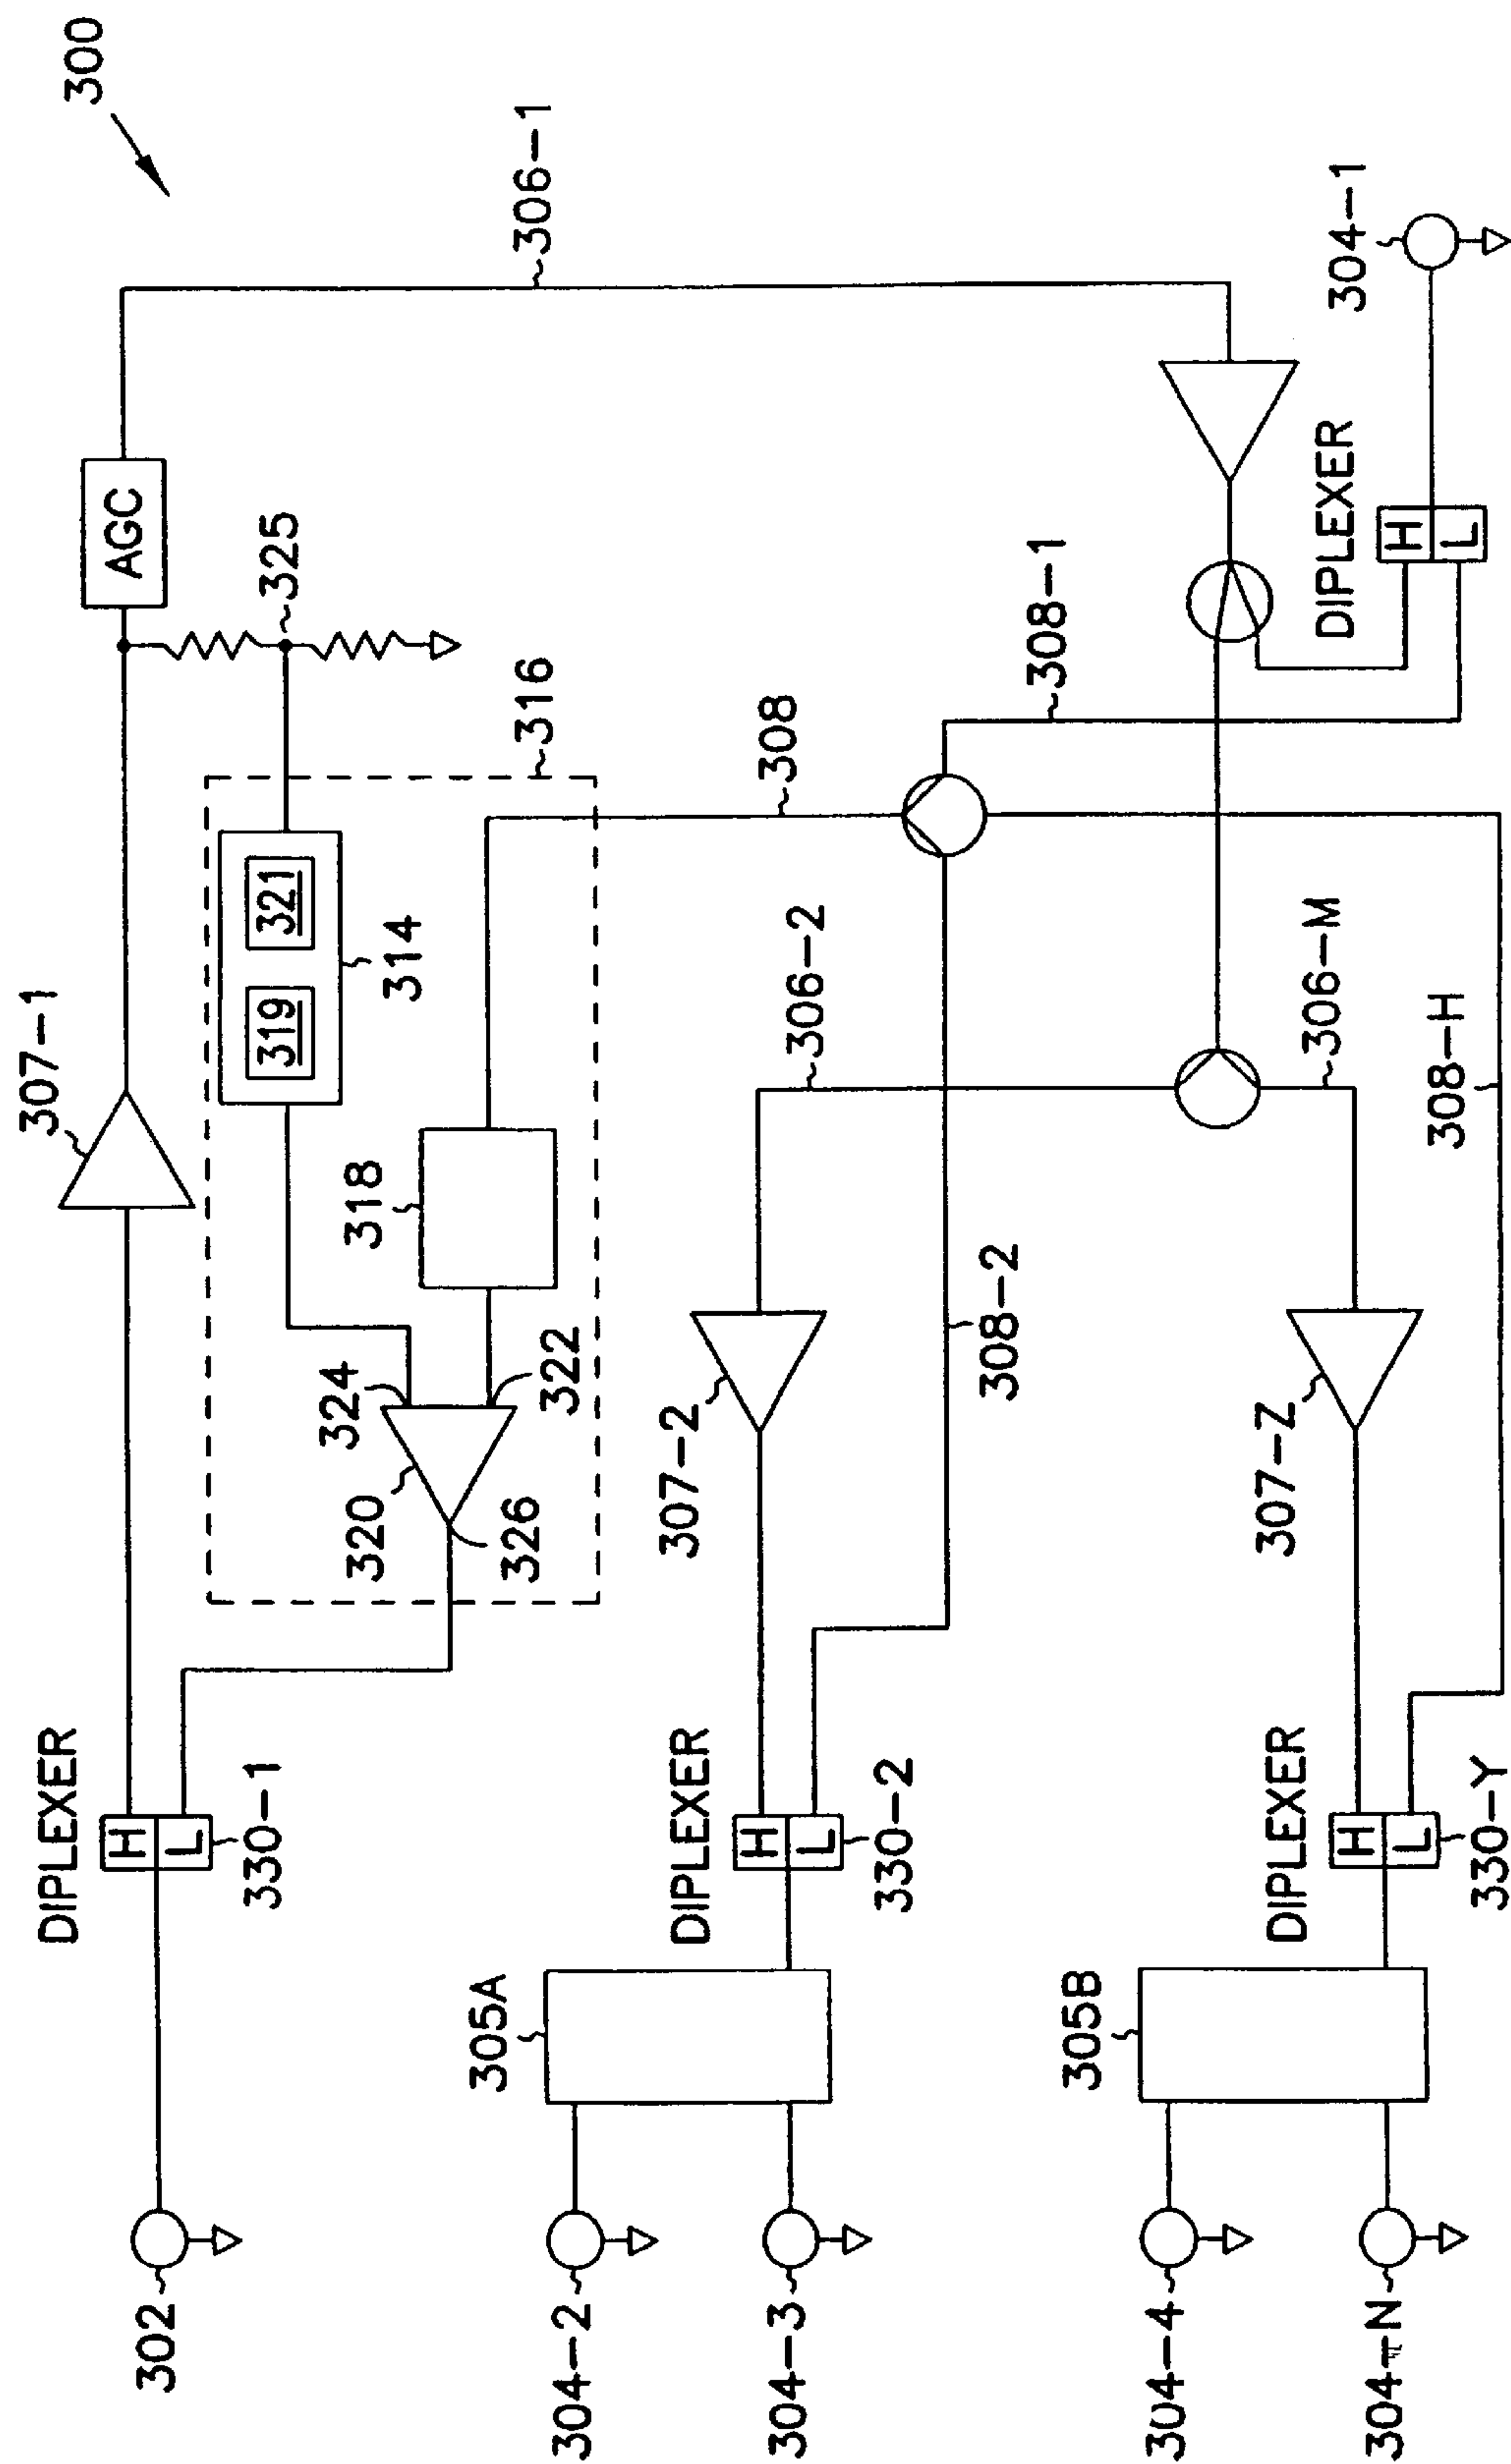 300
306-1
304-1
AGC
325
DIPLEXER
308-1
316
308
321
319
314
306-2
306-M
308-H
307-1
318
324
322
320
326
308-2
307-2
307-Z
DIPLEXER
H
L
330-1
DIPLEXER
H
L
330-2
DIPLEXER
H
L
330-Y
H
L
305A
305B
302
304-2
304-3
304-4
304-N